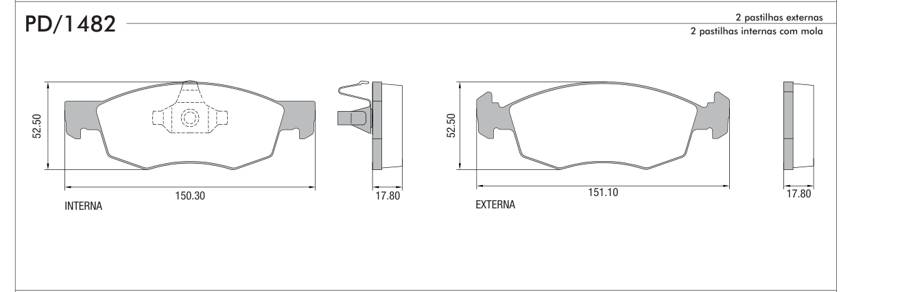 PD/1482
2 pastilhas externas
2 pastilhas internas com mola
52.50
150.30
17.80
INTERNA
52.50
151.10
17.80
EXTERNA